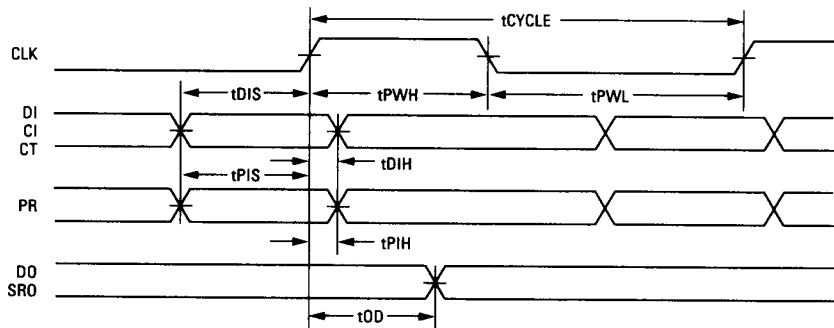 tCYCLE
CLK
tDIS
tPWH
tPWL
DI
CI
CT
tDIH
tPIS
PR
tPIH
DO
SRO
tOD